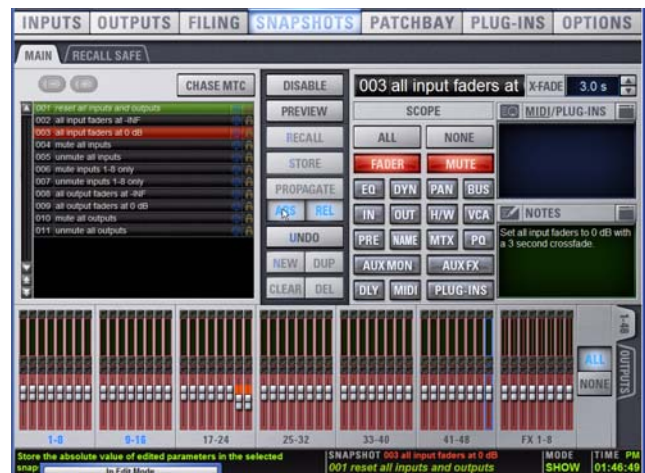 INPUTS OUTPUTS FILING SNAPSHOTS PATCHBAY PLUG-INS OPTIONS
MAIN RECALL SAFE
CHASE MTC
001 reset all inputs and outputs
002 all input faders at -INF
003 all input faders at 0 dB
004 mute all inputs
005 unmute all inputs
006 mute inputs 1-8 only
007 unmute inputs 1-8 only
008 all output faders at -INF
009 all output faders at 0 dB
010 mute all outputs
011 unmute all outputs
DISABLE
PREVIEW
RECALL
STORE
PROPAGATE
ABS REL
UNDO
NEW DUP
CLEAR DEL
003 all input faders at X-FADE 3.0 s
SCOPE
ALL NONE
FADER MUTE
EQ DYN PAN BUS
IN OUT H/W VCA
PRE NAME MTX PQ
AUX MON AUX FX
DLY MIDI PLUG-INS
MIDI/PLUG-INS
NOTES
Set all input faders to 0 dB with
a 3 second crossfade.
1-8 9-16 17-24 25-32 33-40 41-48 FX 1-8
ALL
NONE
1-48
OUTPUTS
Store the absolute value of edited parameters in the selected
snap
In Edit Mode
SNAPSHOT 003 all input faders at 0 dB
001 reset all inputs and outputs
MODE
SHOW
TIME PM
01:46:49